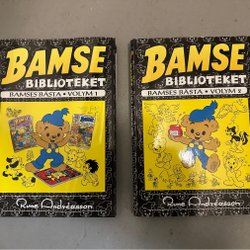 BAMSE
BIBLIOTEKET
BAMSES BÄSTA • VOLYM 1
Rune Andréasson
BAMSE
BIBLIOTEKET
BAMSES BÄSTA • VOLYM 2
Rune Andréasson